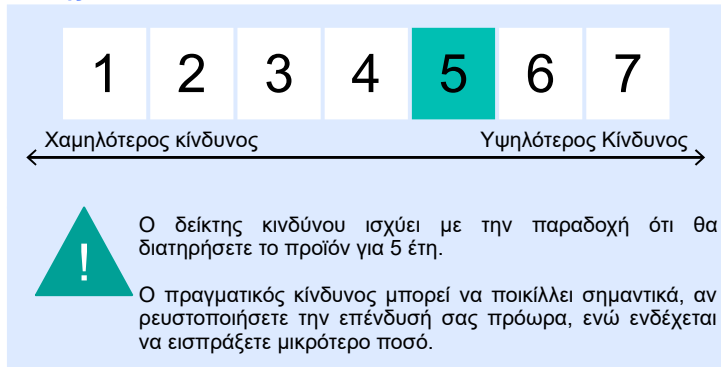 1 2 3 4 5 6 7
Χαμηλότερος κίνδυνος Υψηλότερος Κίνδυνος
Ο δείκτης κινδύνου ισχύει με την παραδοχή ότι θα
διατηρήσετε το προϊόν για 5 έτη.
!
Ο πραγματικός κίνδυνος μπορεί να ποικίλλει σημαντικά, αν
ρευστοποιήσετε την επένδυσή σας πρόωρα, ενώ ενδέχεται
να εισπράξετε μικρότερο ποσό.